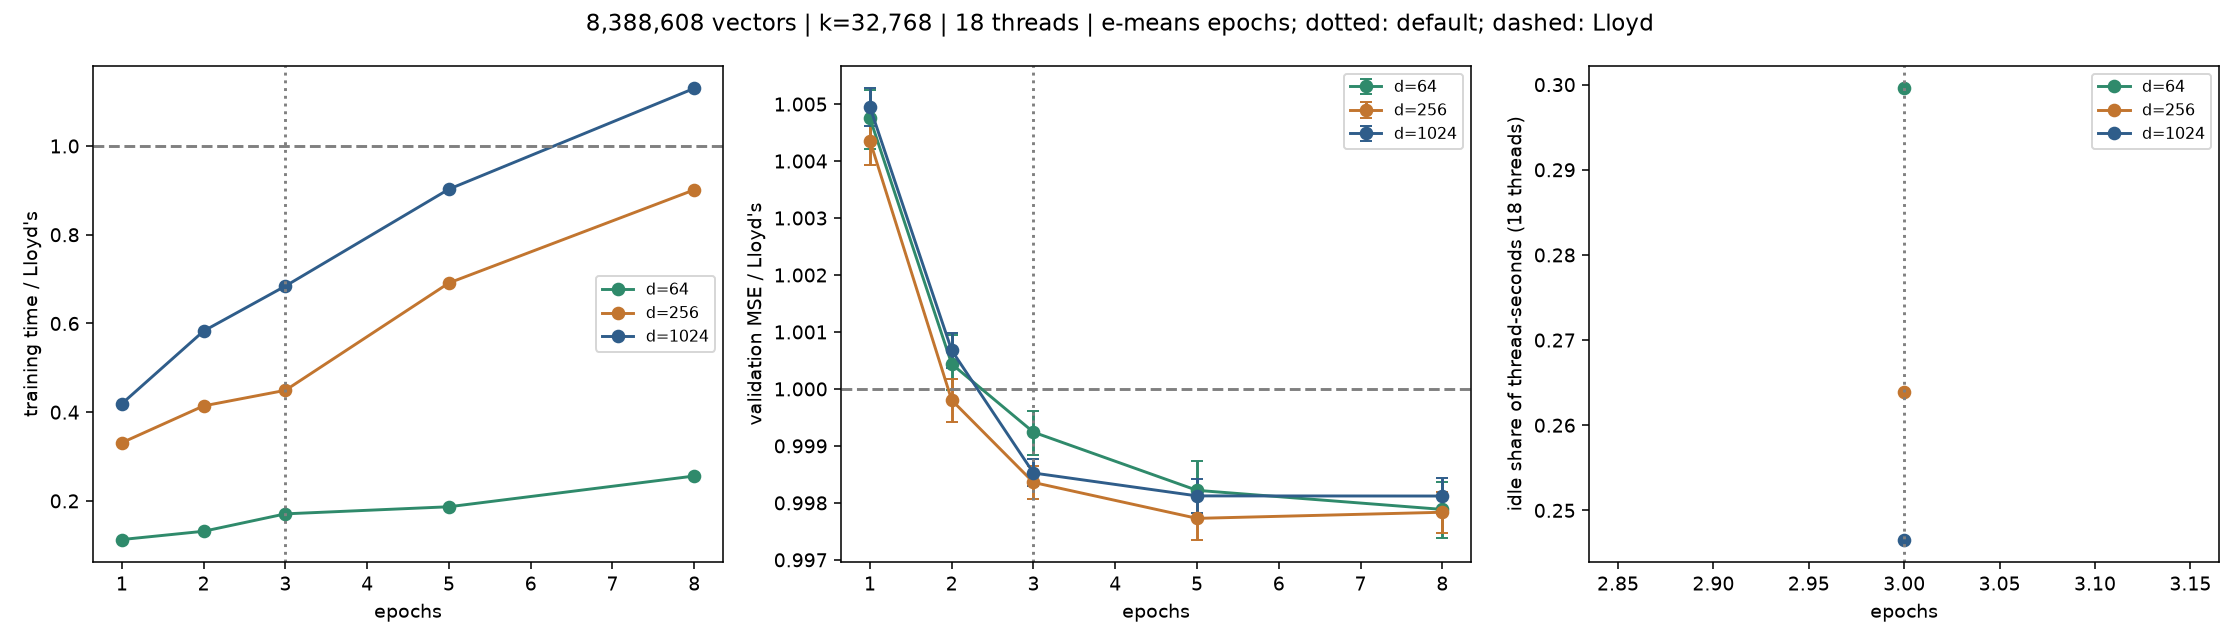 8,388,608 vectors | k=32,768 | 18 threads | e-means epochs; dotted: default; dashed: Lloyd
training time / Lloyd's
1.0
0.8
0.6
0.4
0.2
1 2 3 4 5 6 7 8
epochs
d=64
d=256
d=1024
validation MSE / Lloyd's
1.005
1.004
1.003
1.002
1.001
1.000
0.999
0.998
0.997
1 2 3 4 5 6 7 8
epochs
d=64
d=256
d=1024
idle share of thread-seconds (18 threads)
0.30
0.29
0.28
0.27
0.26
0.25
2.85 2.90 2.95 3.00 3.05 3.10 3.15
epochs
d=64
d=256
d=1024